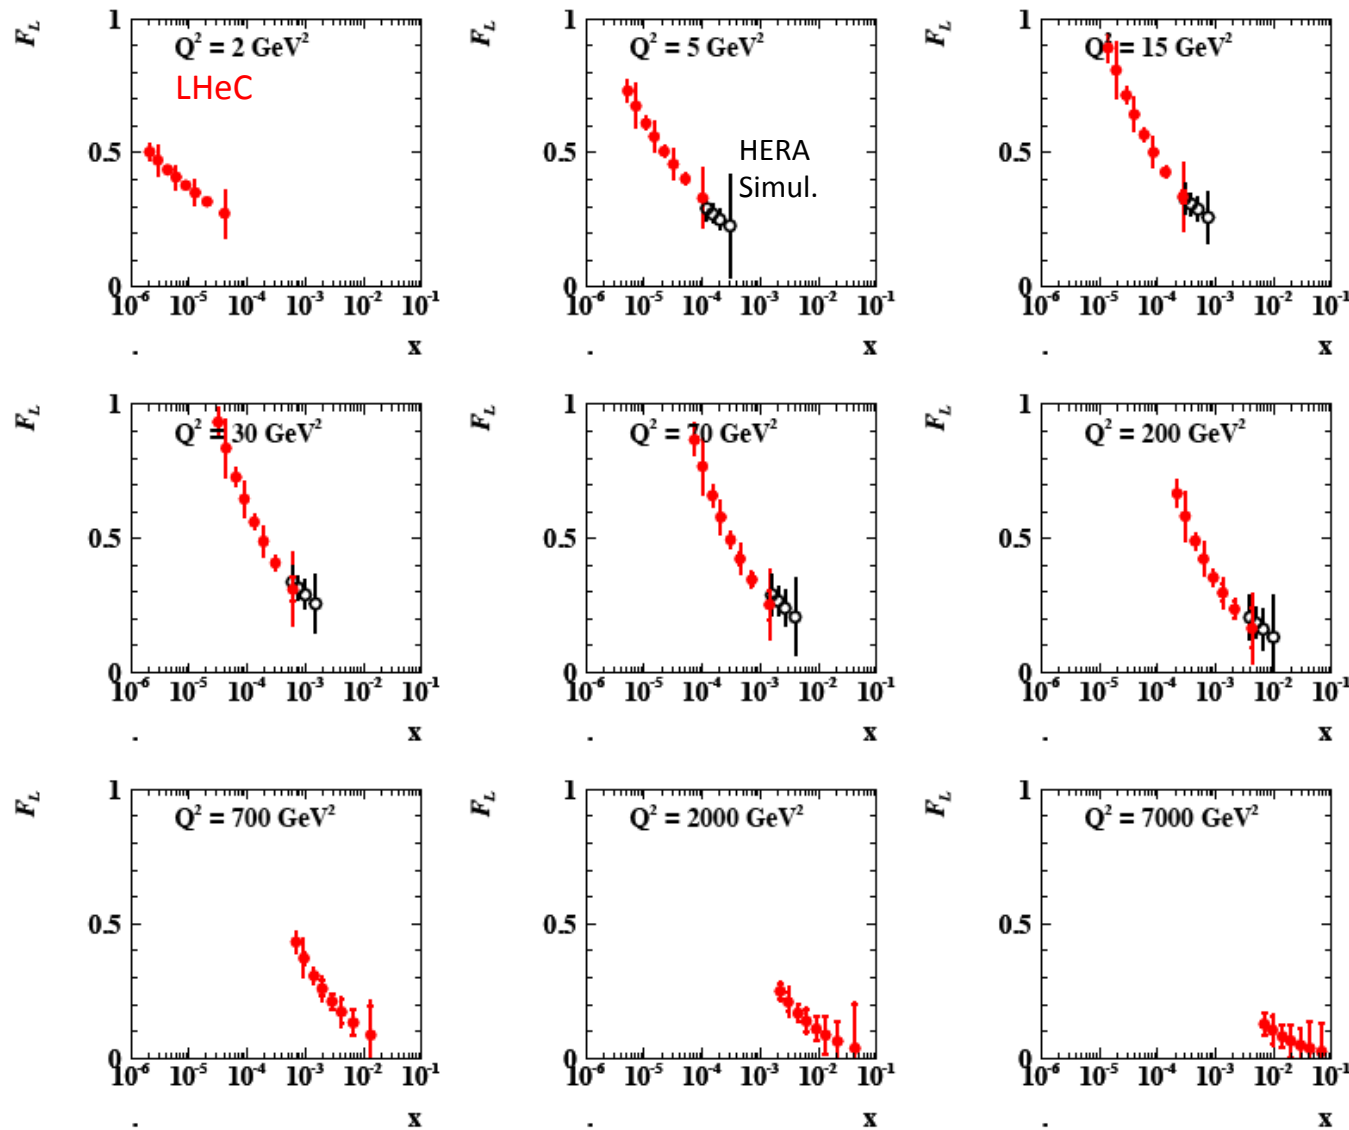 F_L 1 Q² = 2 GeV² F_L 1 Q² = 5 GeV² F_L 1 Q² = 15 GeV²
LHeC
0.5 0.5 HERA 0.5
Simul.
0 0 0
10⁻⁶ 10⁻⁵ 10⁻⁴ 10⁻³ 10⁻² 10⁻¹ 10⁻⁶ 10⁻⁵ 10⁻⁴ 10⁻³ 10⁻² 10⁻¹ 10⁻⁶ 10⁻⁵ 10⁻⁴ 10⁻³ 10⁻² 10⁻¹
x x x
F_L 1 Q² = 30 GeV² F_L 1 Q² = 70 GeV² F_L 1 Q² = 200 GeV²
0.5 0.5 0.5
0 0 0
10⁻⁶ 10⁻⁵ 10⁻⁴ 10⁻³ 10⁻² 10⁻¹ 10⁻⁶ 10⁻⁵ 10⁻⁴ 10⁻³ 10⁻² 10⁻¹ 10⁻⁶ 10⁻⁵ 10⁻⁴ 10⁻³ 10⁻² 10⁻¹
x x x
F_L 1 Q² = 700 GeV² F_L 1 Q² = 2000 GeV² F_L 1 Q² = 7000 GeV²
0.5 0.5 0.5
0 0 0
10⁻⁶ 10⁻⁵ 10⁻⁴ 10⁻³ 10⁻² 10⁻¹ 10⁻⁶ 10⁻⁵ 10⁻⁴ 10⁻³ 10⁻² 10⁻¹ 10⁻⁶ 10⁻⁵ 10⁻⁴ 10⁻³ 10⁻² 10⁻¹
x x x